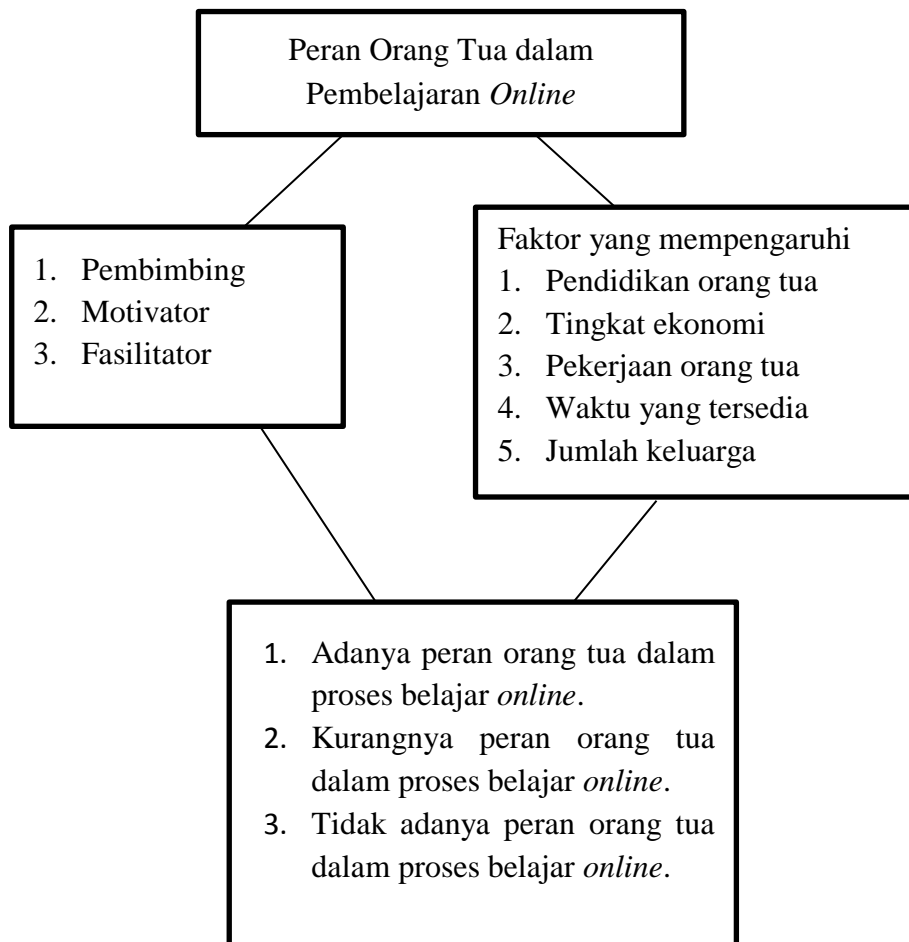 Peran Orang Tua dalam
Pembelajaran Online
1. Pembimbing
2. Motivator
3. Fasilitator
Faktor yang mempengaruhi
1. Pendidikan orang tua
2. Tingkat ekonomi
3. Pekerjaan orang tua
4. Waktu yang tersedia
5. Jumlah keluarga
1. Adanya peran orang tua dalam
proses belajar online.
2. Kurangnya peran orang tua
dalam proses belajar online.
3. Tidak adanya peran orang tua
dalam proses belajar online.